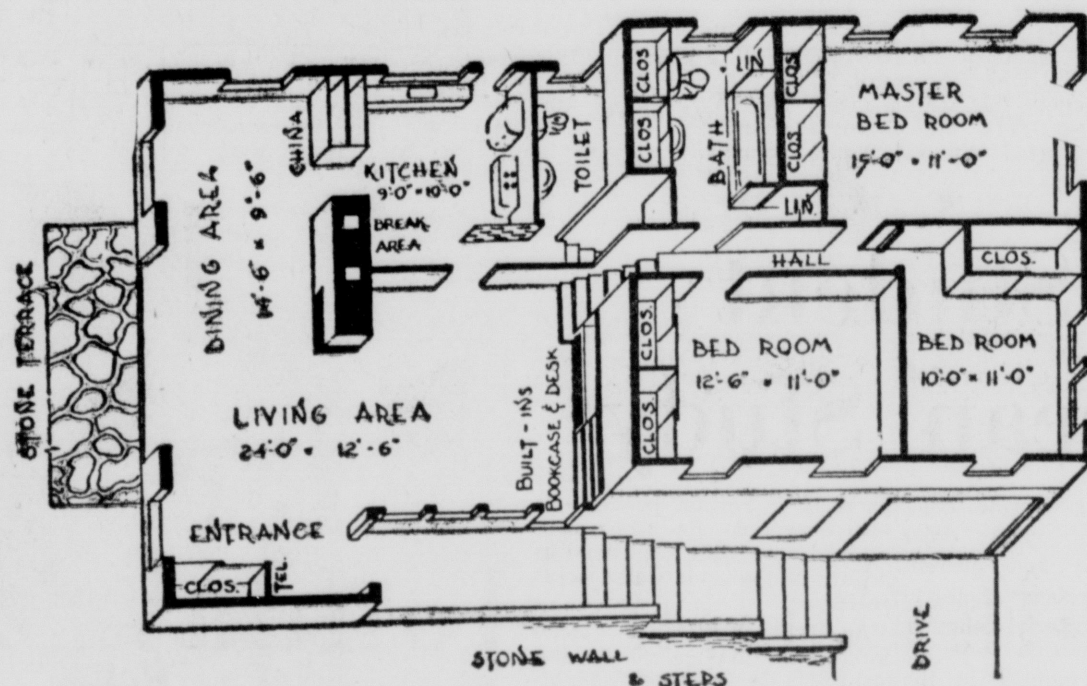 CLOS.
CLOS.
LIN.
BATH
CLOS.
CLOS.
LIN.
MASTER
BED ROOM
15'-0" × 11'-0"
CHINA
KITCHEN
9'-0" × 10'-0"
BREAK.
AREA
TOILET
DINING AREA
× 9'-6"
STONE TERRACE
HALL
CLOS.
CLOS.
CLOS.
BED ROOM
12'-6" × 11'-0"
BED ROOM
10'-0" × 11'-0"
LIVING AREA
24'-0" × 12'-6"
BUILT-INS
BOOKCASE & DESK
ENTRANCE
CLOS.
TEL.
STONE WALL
& STEPS
DRIVE